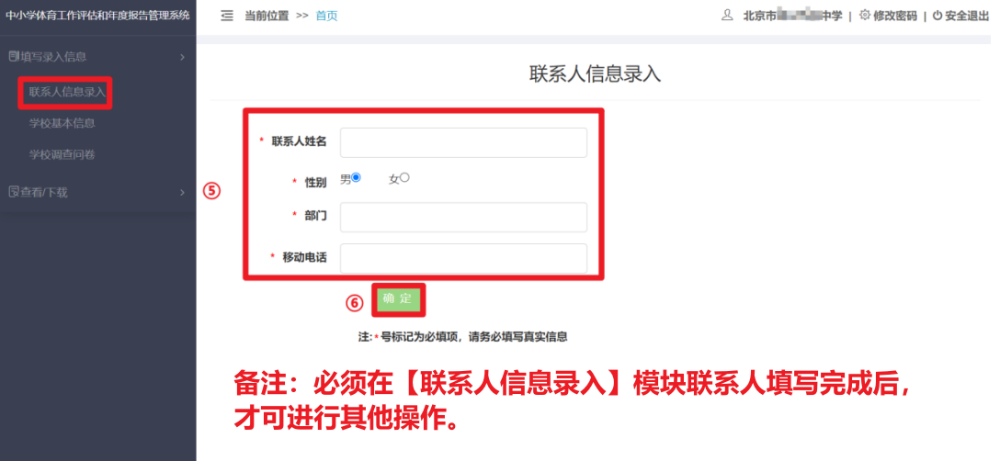 中小学体育工作评估和年度报告管理系统
当前位置 >> 首页
北京市 中学 | 修改密码 | 安全退出
填写录入信息
联系人信息录入
学校基本信息
学校调查问卷
查看/下载
联系人信息录入
⑤
* 联系人姓名
* 性别 男 女
* 部门
* 移动电话
⑥ 确 定
注:*号标记为必填项，请务必填写真实信息
备注：必须在【联系人信息录入】模块联系人填写完成后，
才可进行其他操作。